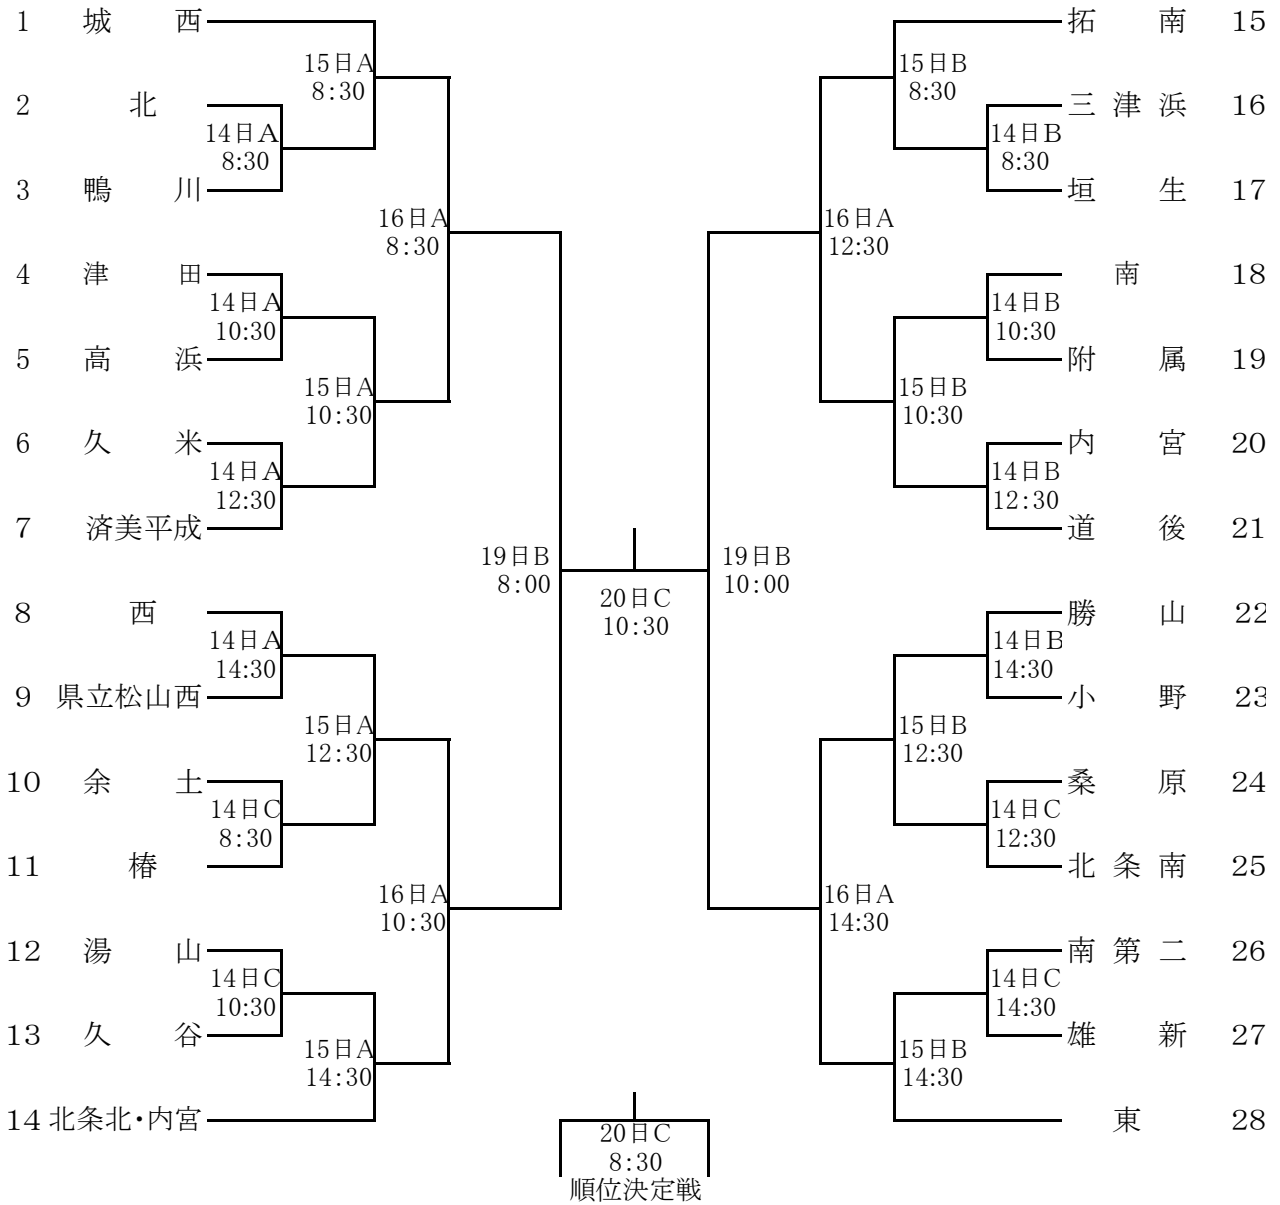 1 城 西
15日A
8:30
2 北
14日A
8:30
3 鴨 川
16日A
8:30
4 津 田
14日A
10:30
5 高 浜
15日A
10:30
6 久 米
14日A
12:30
7 済美平成
19日B
8:00
8 西
14日A
14:30
9 県立松山西
15日A
12:30
10 余 土
14日C
8:30
11 椿
16日A
10:30
12 湯 山
14日C
10:30
13 久 谷
15日A
14:30
14 北条北・内宮
20日C
10:30
20日C
8:30
順位決定戦
拓 南 15
15日B
8:30
三 津 浜 16
14日B
8:30
垣 生 17
16日A
12:30
南 18
14日B
10:30
附 属 19
15日B
10:30
内 宮 20
14日B
12:30
道 後 21
19日B
10:00
勝 山 22
14日B
14:30
小 野 23
15日B
12:30
桑 原 24
14日C
12:30
北 条 南 25
16日A
14:30
南 第 二 26
14日C
14:30
雄 新 27
15日B
14:30
東 28